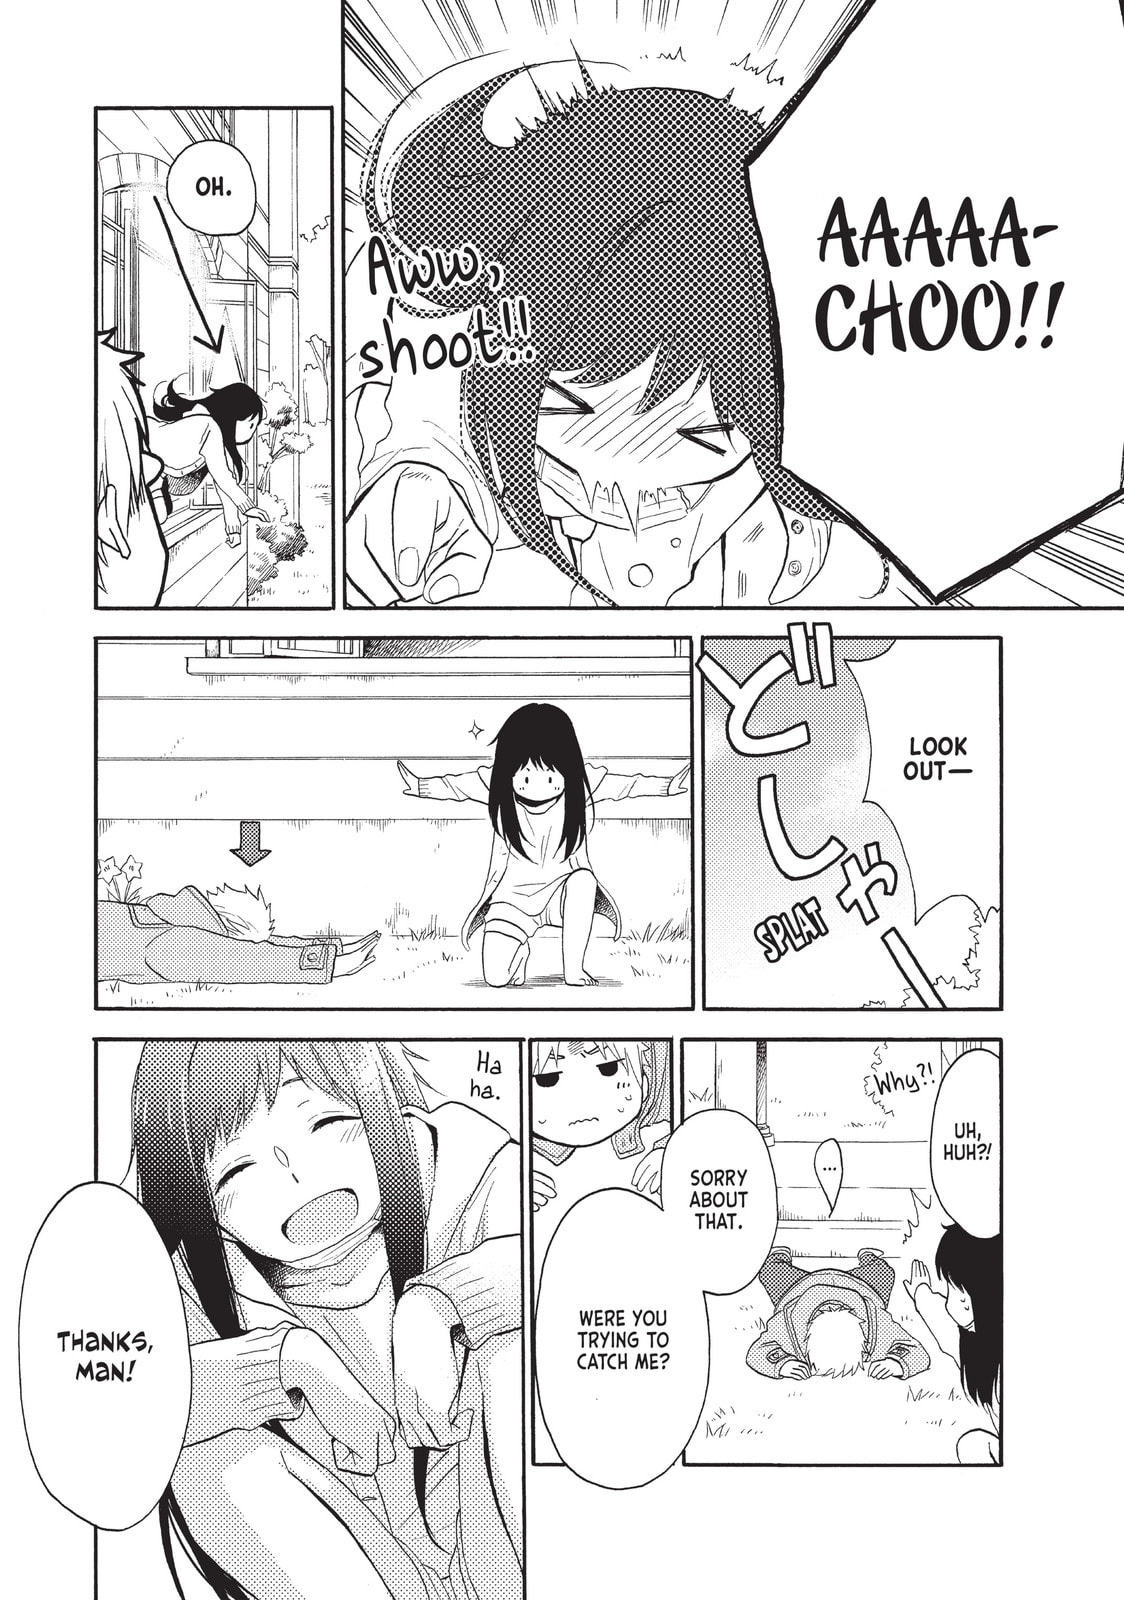 AAAAA-
CHOO!!
Aww,
shoot!!
OH.
LOOK
OUT—
どしゃー
SPLAT
UH,
HUH?!
Why?!
...
SORRY
ABOUT
THAT.
WERE YOU
TRYING TO
CATCH ME?
Ha
ha.
THANKS,
MAN!